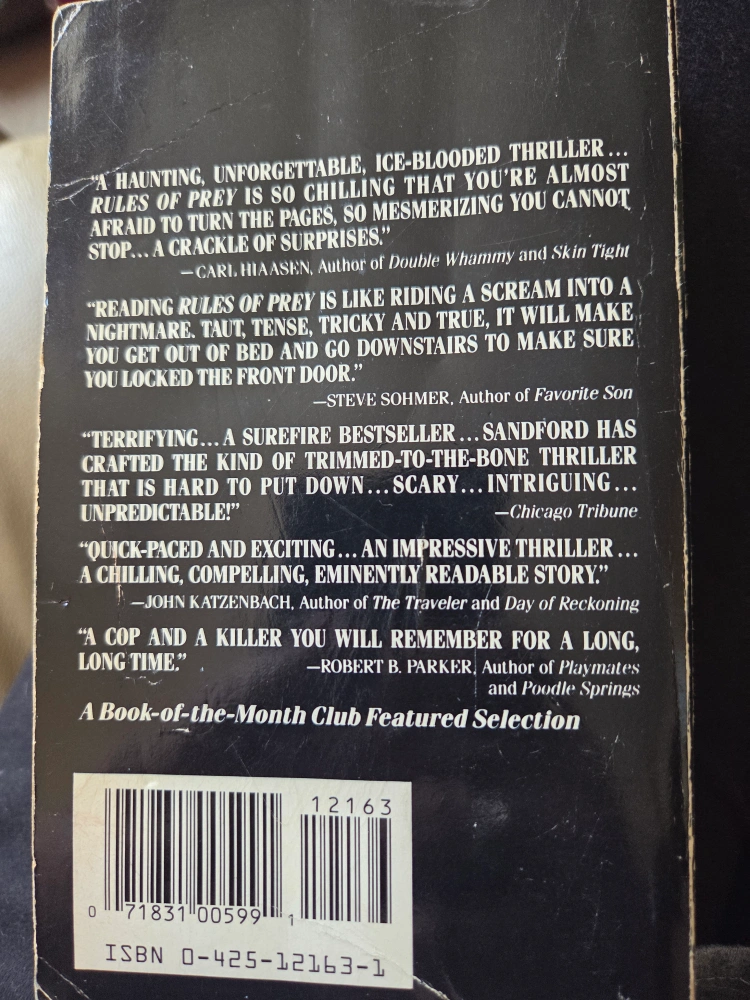 "A HAUNTING, UNFORGETTABLE, ICE-BLOODED THRILLER...
RULES OF PREY IS SO CHILLING THAT YOU'RE ALMOST
AFRAID TO TURN THE PAGES, SO MESMERIZING YOU CANNOT
STOP... A CRACKLE OF SURPRISES."
—CARL HIAASEN, Author of Double Whammy and Skin Tight
"READING RULES OF PREY IS LIKE RIDING A SCREAM INTO A
NIGHTMARE. TAUT, TENSE, TRICKY AND TRUE, IT WILL MAKE
YOU GET OUT OF BED AND GO DOWNSTAIRS TO MAKE SURE
YOU LOCKED THE FRONT DOOR."
—STEVE SOHMER, Author of Favorite Son
"TERRIFYING...A SUREFIRE BESTSELLER...SANDFORD HAS
CRAFTED THE KIND OF TRIMMED-TO-THE-BONE THRILLER
THAT IS HARD TO PUT DOWN...SCARY...INTRIGUING...
UNPREDICTABLE!" —Chicago Tribune
"QUICK-PACED AND EXCITING...AN IMPRESSIVE THRILLER...
A CHILLING, COMPELLING, EMINENTLY READABLE STORY."
—JOHN KATZENBACH, Author of The Traveler and Day of Reckoning
"A COP AND A KILLER YOU WILL REMEMBER FOR A LONG,
LONG TIME." —ROBERT B. PARKER, Author of Playmates
and Poodle Springs
A Book-of-the-Month Club Featured Selection
12163
0 71831 00599 1
ISBN 0-425-12163-1